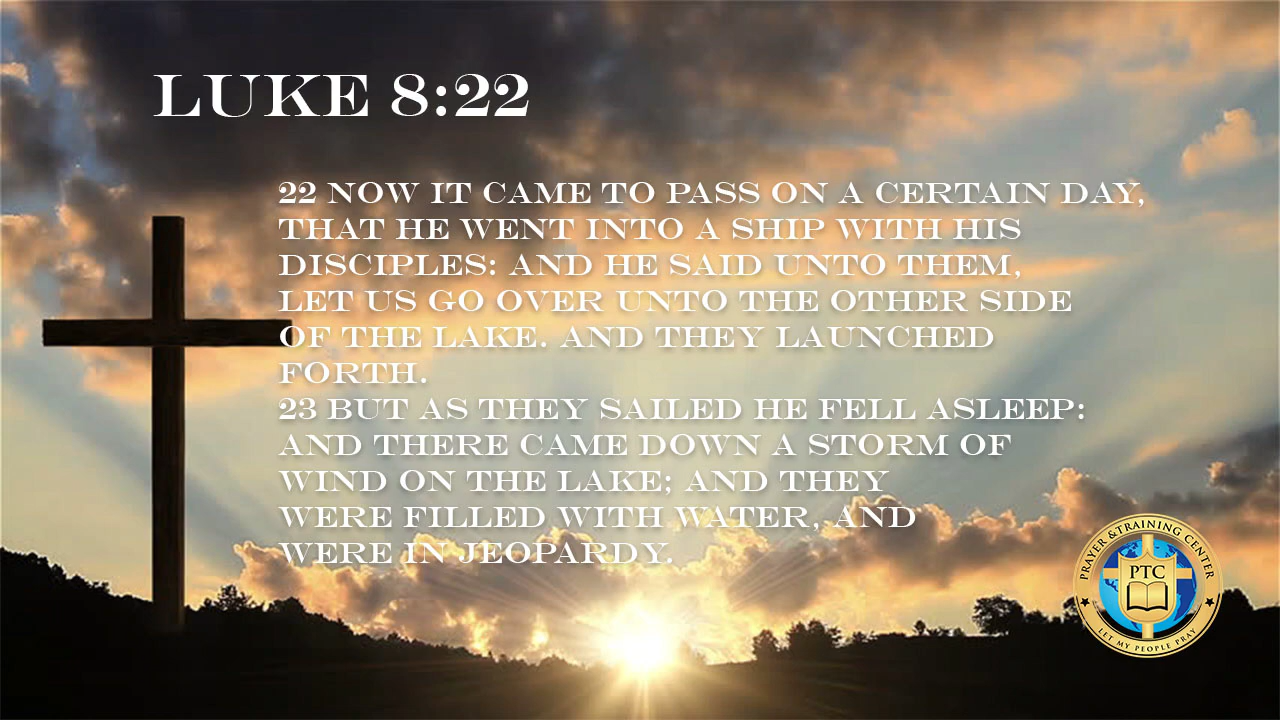 LUKE 8:22
22 NOW IT CAME TO PASS ON A CERTAIN DAY,
THAT HE WENT INTO A SHIP WITH HIS
DISCIPLES: AND HE SAID UNTO THEM,
LET US GO OVER UNTO THE OTHER SIDE
OF THE LAKE. AND THEY LAUNCHED
FORTH.
23 BUT AS THEY SAILED HE FELL ASLEEP:
AND THERE CAME DOWN A STORM OF
WIND ON THE LAKE; AND THEY
WERE FILLED WITH WATER, AND
WERE IN JEOPARDY.
PRAYER & TRAINING CENTER
PTC
LET MY PEOPLE PRAY